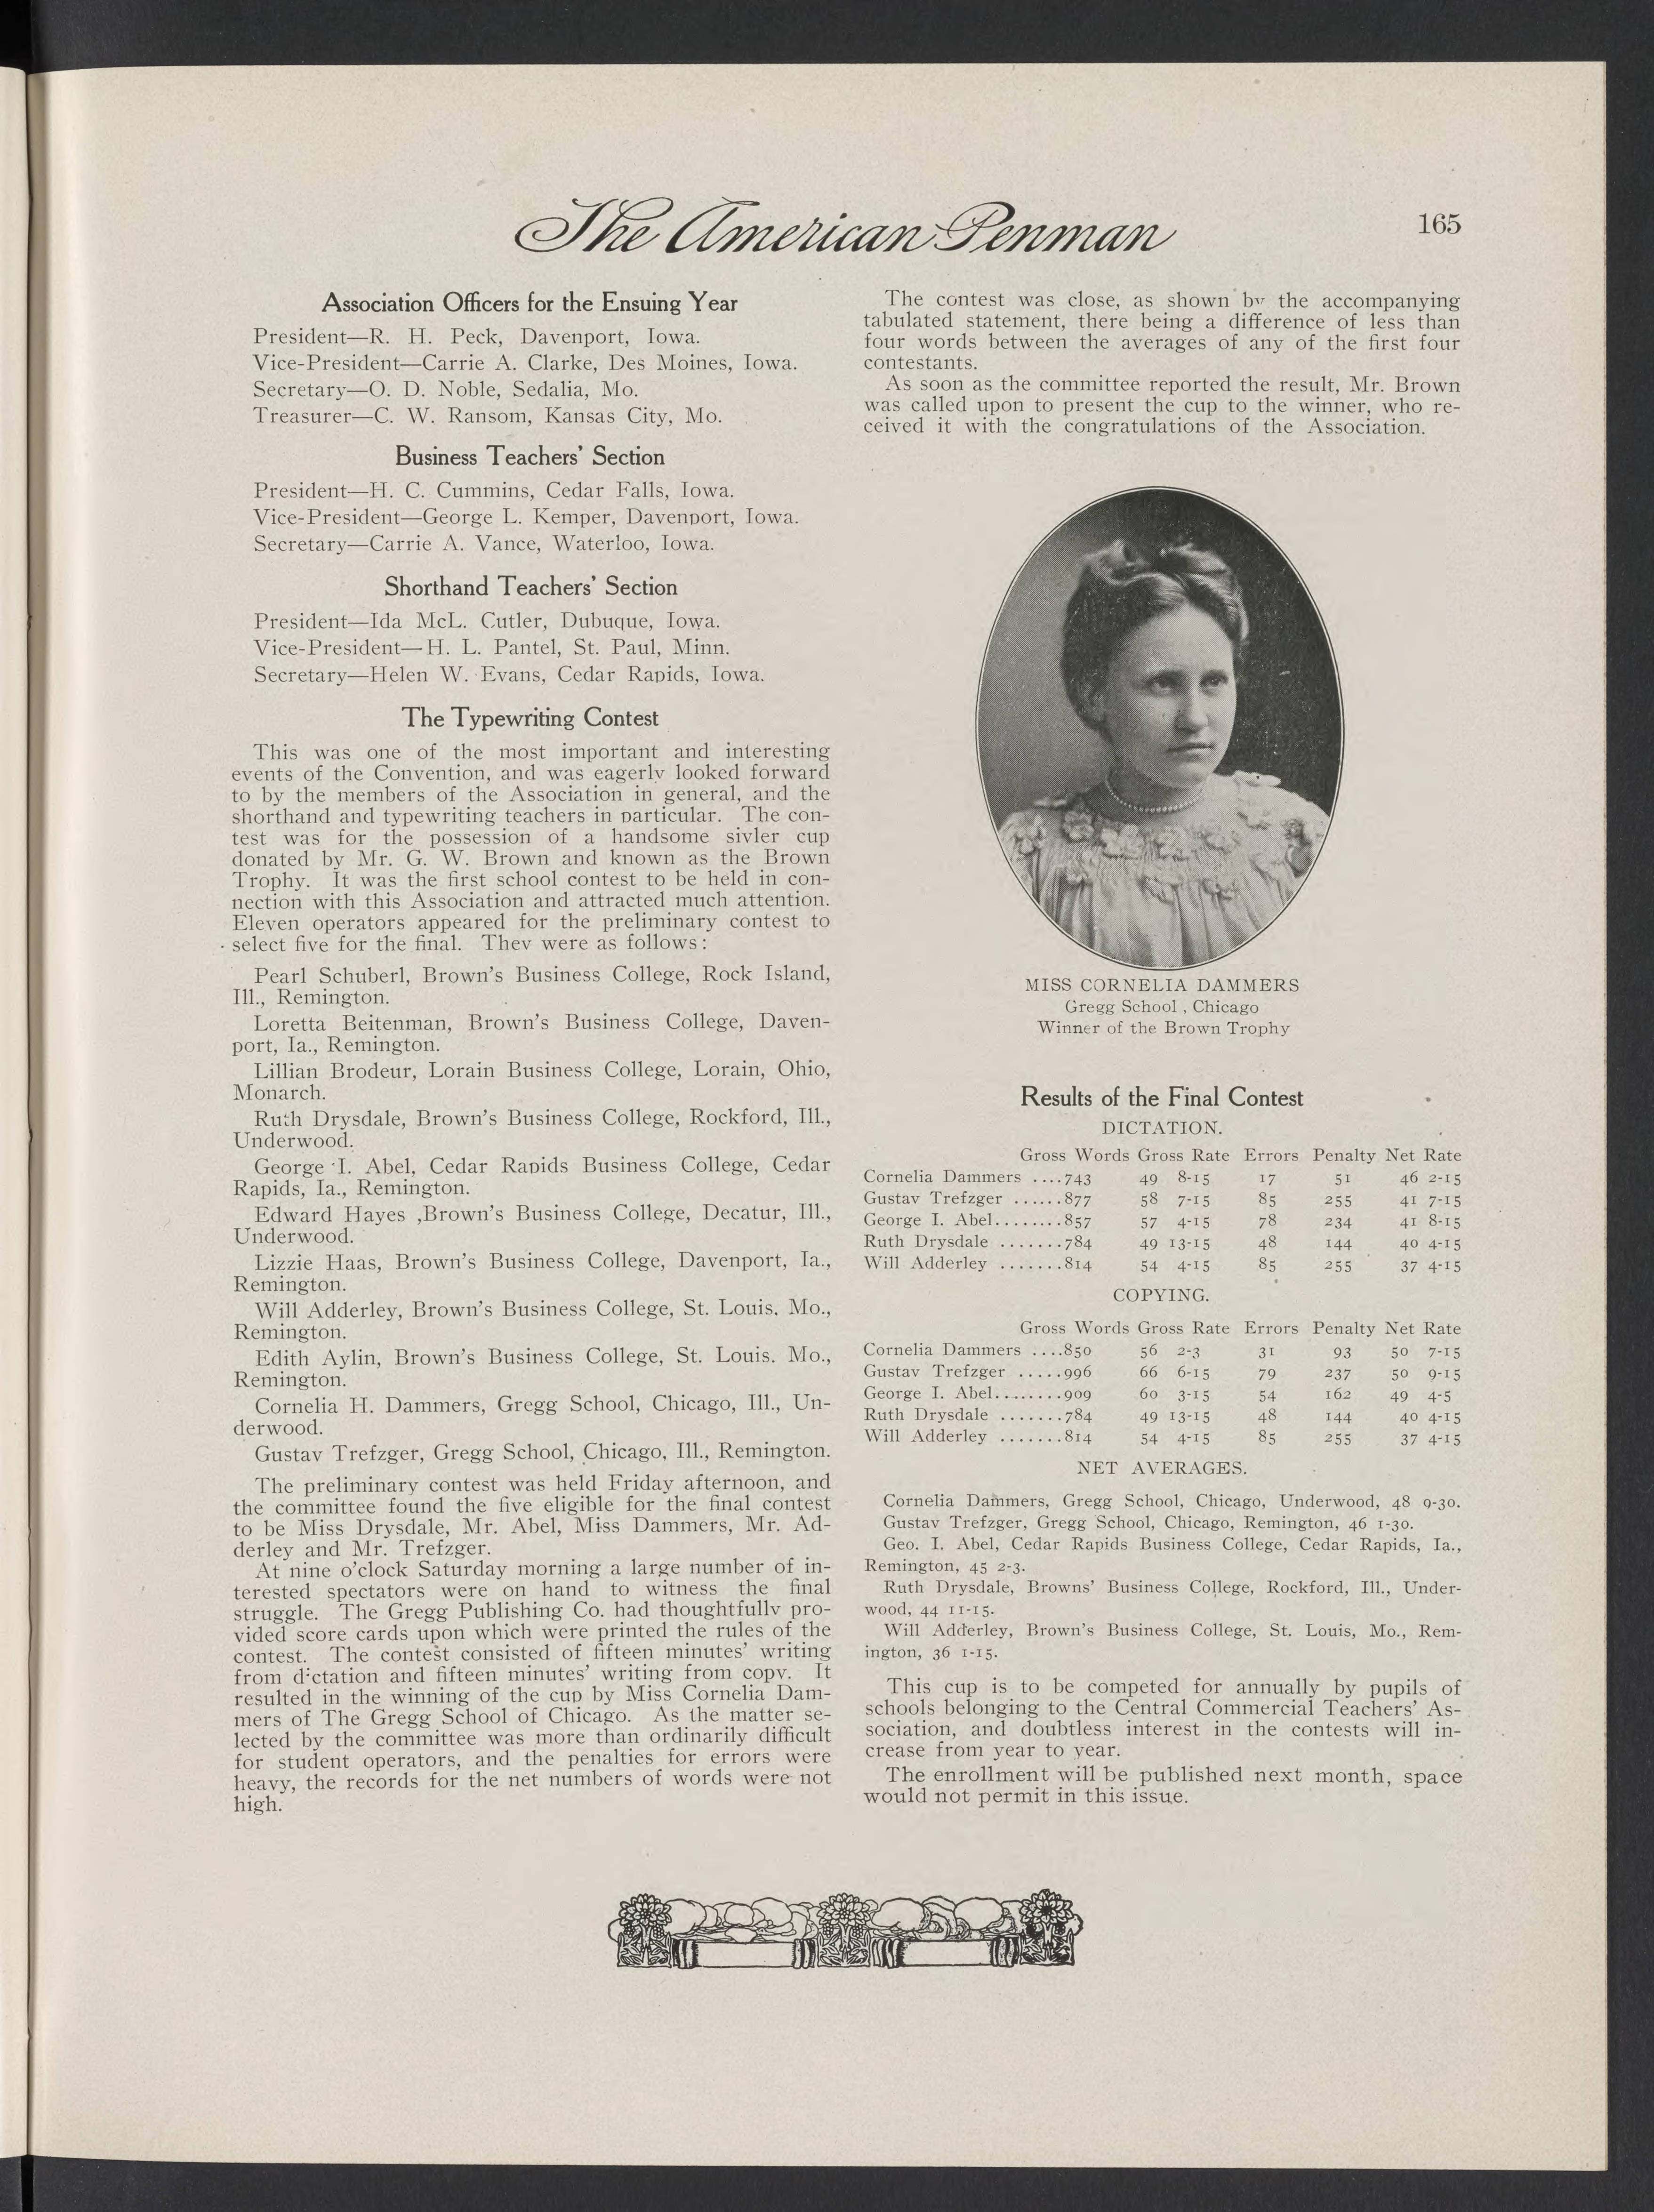 The American Penman
165
Association Officers for the Ensuing Year
President—R. H. Peck, Davenport, Iowa.
Vice-President—Carrie A. Clarke, Des Moines, Iowa.
Secretary—O. D. Noble, Sedalia, Mo.
Treasurer—C. W. Ransom, Kansas City, Mo.
Business Teachers' Section
President—H. C. Cummins, Cedar Falls, Iowa.
Vice-President—George L. Kemper, Davenport, Iowa.
Secretary—Carrie A. Vance, Waterloo, Iowa.
Shorthand Teachers' Section
President—Ida McL. Cutler, Dubuque, Iowa.
Vice-President—H. L. Pantel, St. Paul, Minn.
Secretary—Helen W. Evans, Cedar Rapids, Iowa.
The Typewriting Contest
This was one of the most important and interesting
events of the Convention, and was eagerly looked forward
to by the members of the Association in general, and the
shorthand and typewriting teachers in particular. The con-
test was for the possession of a handsome sivler cup
donated by Mr. G. W. Brown and known as the Brown
Trophy. It was the first school contest to be held in con-
nection with this Association and attracted much attention.
Eleven operators appeared for the preliminary contest to
select five for the final. They were as follows:
Pearl Schuberl, Brown's Business College, Rock Island,
Ill., Remington.
Loretta Beitenman, Brown's Business College, Daven-
port, Ia., Remington.
Lillian Brodeur, Lorain Business College, Lorain, Ohio,
Monarch.
Ruth Drysdale, Brown's Business College, Rockford, Ill.,
Underwood.
George I. Abel, Cedar Rapids Business College, Cedar
Rapids, Ia., Remington.
Edward Hayes ,Brown's Business College, Decatur, Ill.,
Underwood.
Lizzie Haas, Brown's Business College, Davenport, Ia.,
Remington.
Will Adderley, Brown's Business College, St. Louis. Mo.,
Remington.
Edith Aylin, Brown's Business College, St. Louis. Mo.,
Remington.
Cornelia H. Dammers, Gregg School, Chicago, Ill., Un-
derwood.
Gustav Trefzger, Gregg School, Chicago, Ill., Remington.
The preliminary contest was held Friday afternoon, and
the committee found the five eligible for the final contest
to be Miss Drysdale, Mr. Abel, Miss Dammers, Mr. Ad-
derley and Mr. Trefzger.
At nine o'clock Saturday morning a large number of in-
terested spectators were on hand to witness the final
struggle. The Gregg Publishing Co. had thoughtfully pro-
vided score cards upon which were printed the rules of the
contest. The contest consisted of fifteen minutes' writing
from dictation and fifteen minutes' writing from copy. It
resulted in the winning of the cup by Miss Cornelia Dam-
mers of The Gregg School of Chicago. As the matter se-
lected by the committee was more than ordinarily difficult
for student operators, and the penalties for errors were
heavy, the records for the net numbers of words were not
high.
The contest was close, as shown by the accompanying
tabulated statement, there being a difference of less than
four words between the averages of any of the first four
contestants.
As soon as the committee reported the result, Mr. Brown
was called upon to present the cup to the winner, who re-
ceived it with the congratulations of the Association.
MISS CORNELIA DAMMERS
Gregg School , Chicago
Winner of the Brown Trophy
Results of the Final Contest
DICTATION.
Gross Words Gross Rate Errors Penalty Net Rate
Cornelia Dammers ....743 49 8-15 17 51 46 2-15
Gustav Trefzger ......877 58 7-15 85 255 41 7-15
George I. Abel........857 57 4-15 78 234 41 8-15
Ruth Drysdale .......784 49 13-15 48 144 40 4-15
Will Adderley .......814 54 4-15 85 255 37 4-15
COPYING.
Gross Words Gross Rate Errors Penalty Net Rate
Cornelia Dammers ....850 56 2-3 31 93 50 7-15
Gustav Trefzger .....996 66 6-15 79 237 50 9-15
George I. Abel........909 60 3-15 54 162 49 4-5
Ruth Drysdale .......784 49 13-15 48 144 40 4-15
Will Adderley .......814 54 4-15 85 255 37 4-15
NET AVERAGES.
Cornelia Dammers, Gregg School, Chicago, Underwood, 48 9-30.
Gustav Trefzger, Gregg School, Chicago, Remington, 46 1-30.
Geo. I. Abel, Cedar Rapids Business College, Cedar Rapids, Ia.,
Remington, 45 2-3.
Ruth Drysdale, Browns' Business College, Rockford, Ill., Under-
wood, 44 11-15.
Will Adderley, Brown's Business College, St. Louis, Mo., Rem-
ington, 36 1-15.
This cup is to be competed for annually by pupils of
schools belonging to the Central Commercial Teachers' As-
sociation, and doubtless interest in the contests will in-
crease from year to year.
The enrollment will be published next month, space
would not permit in this issue.